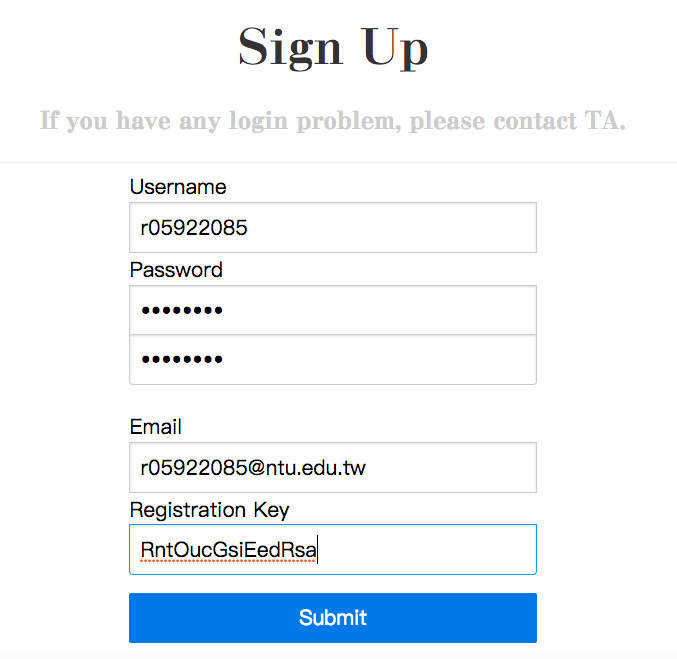 Sign Up
If you have any login problem, please contact TA.
Username
r05922085
Password
••••••••
••••••••
Email
r05922085@ntu.edu.tw
Registration Key
RntOucGsiEedRsa
Submit